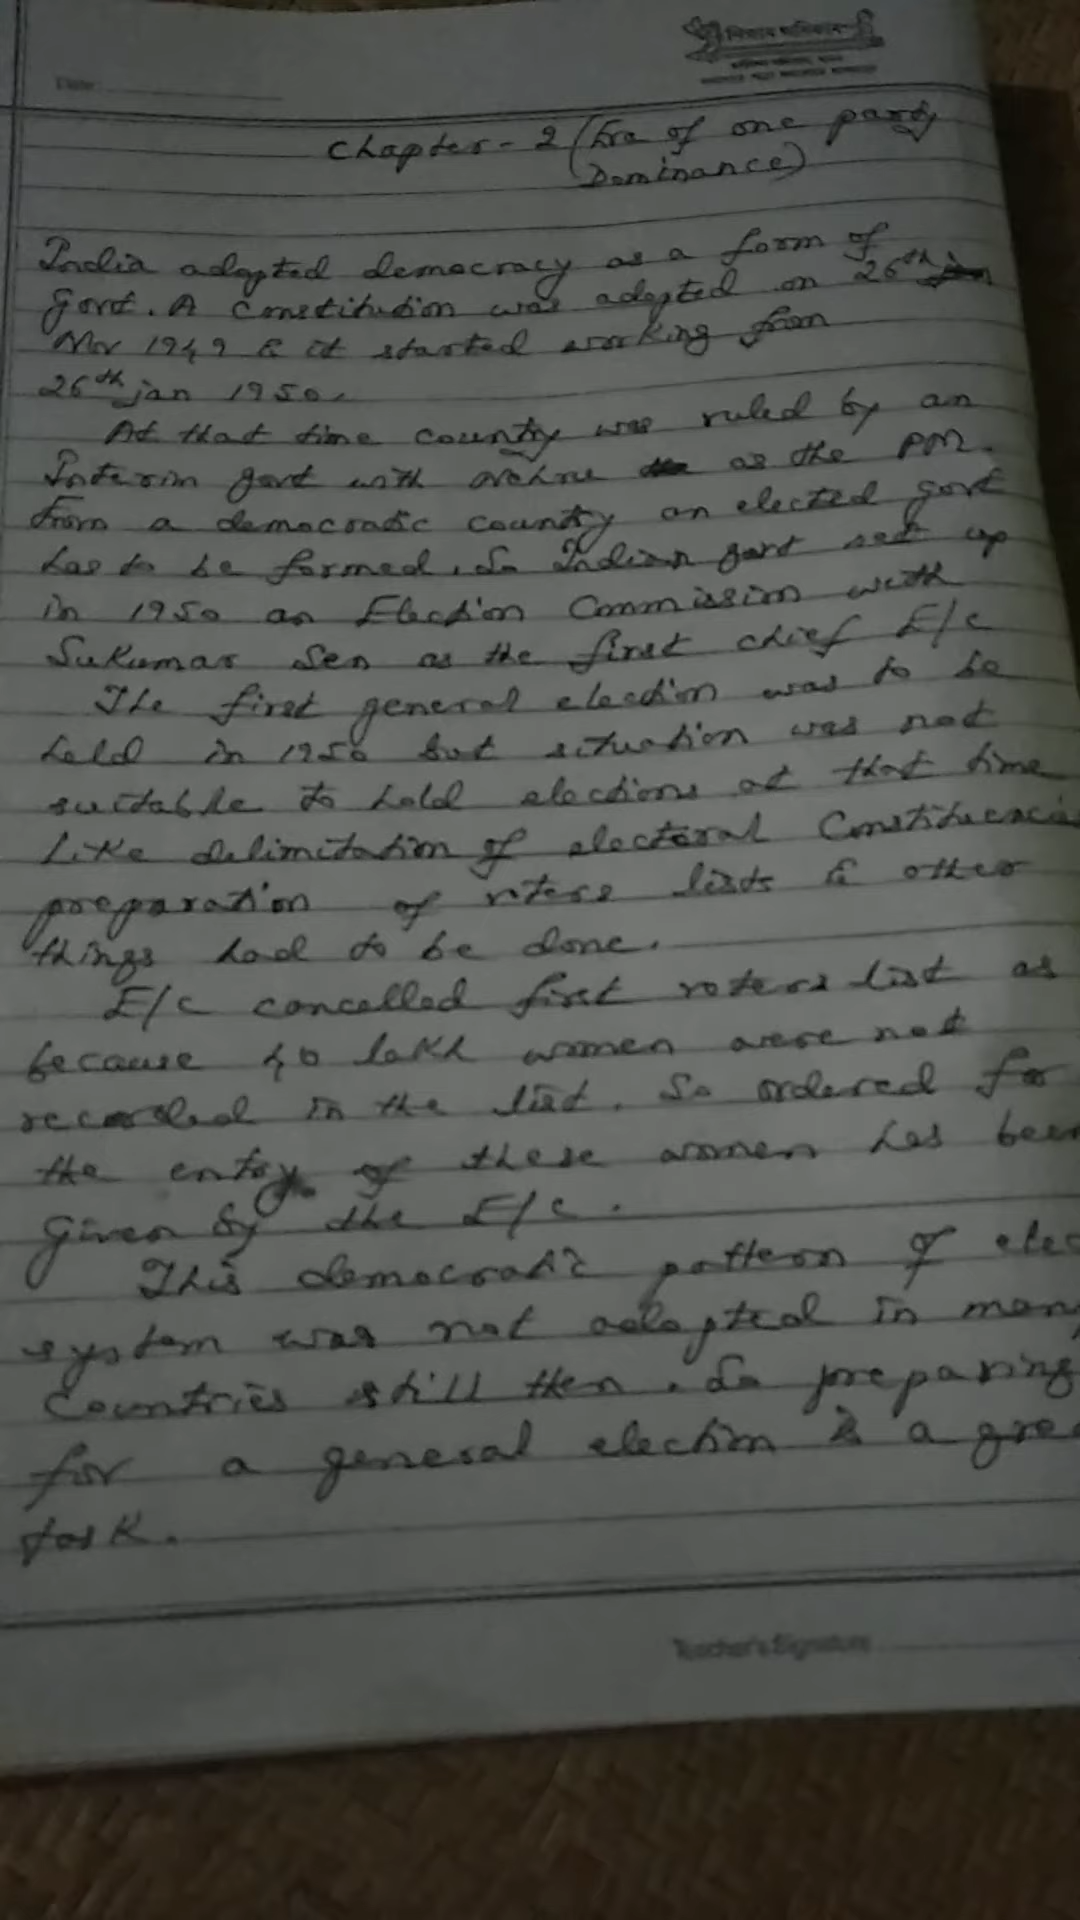 Date
Chapter - 2 (Era of one party
Dominance)
India adopted democracy as a form of
Govt. A Constitution was adopted on 26th
Nov 1949 & it started working from
26th jan 1950.
At that time country was ruled by an
Interim govt with as the PM.
From a democratic country an elected govt
has to be formed. So Indian govt set up
in 1950 an Election Commission with
Sukumar Sen as the first chief E/C
The first general election was to be
held in 1950 but situation was not
suitable to hold elections at that time
Like delimitation of electoral Constituencie
preparation of voters lists & other
things had to be done.
E/C cancelled first voters list as
because 40 lakh women were not
recorded in the list. So ordered for
the entry of these women has been
Given by the E/C.
This democratic pattern of elec
system was not adopted in many
Countries still then. So preparing
for a general election is a gre
task.
Teacher's Signature